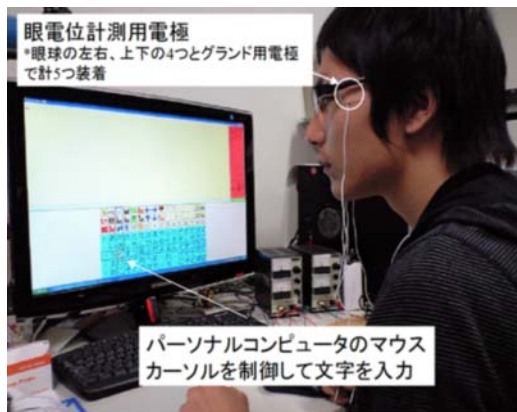 眼電位計測用電極
*眼球の左右、上下の4つとグランド用電極
で計5つ装着
パーソナルコンピュータのマウス
カーソルを制御して文字を入力